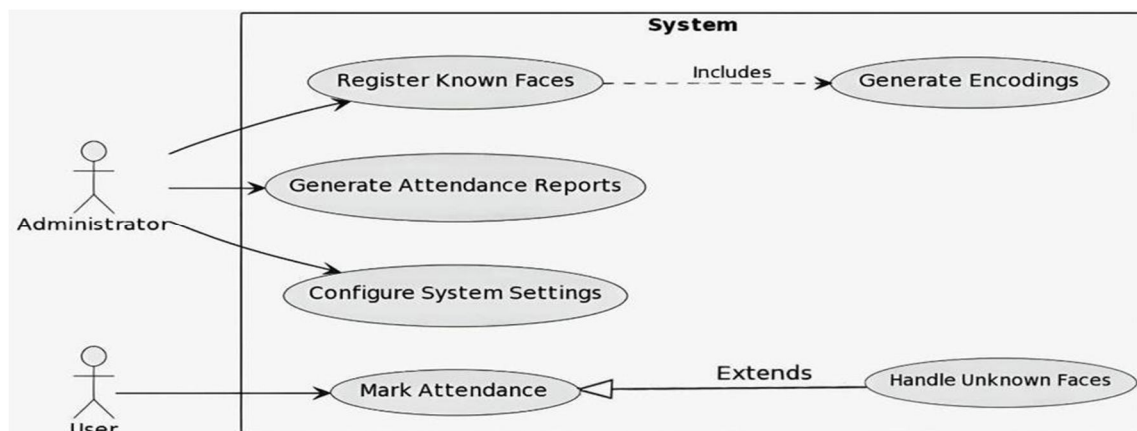 System
Register Known Faces
Includes
Generate Encodings
Generate Attendance Reports
Administrator
Configure System Settings
Extends
Handle Unknown Faces
Mark Attendance
User